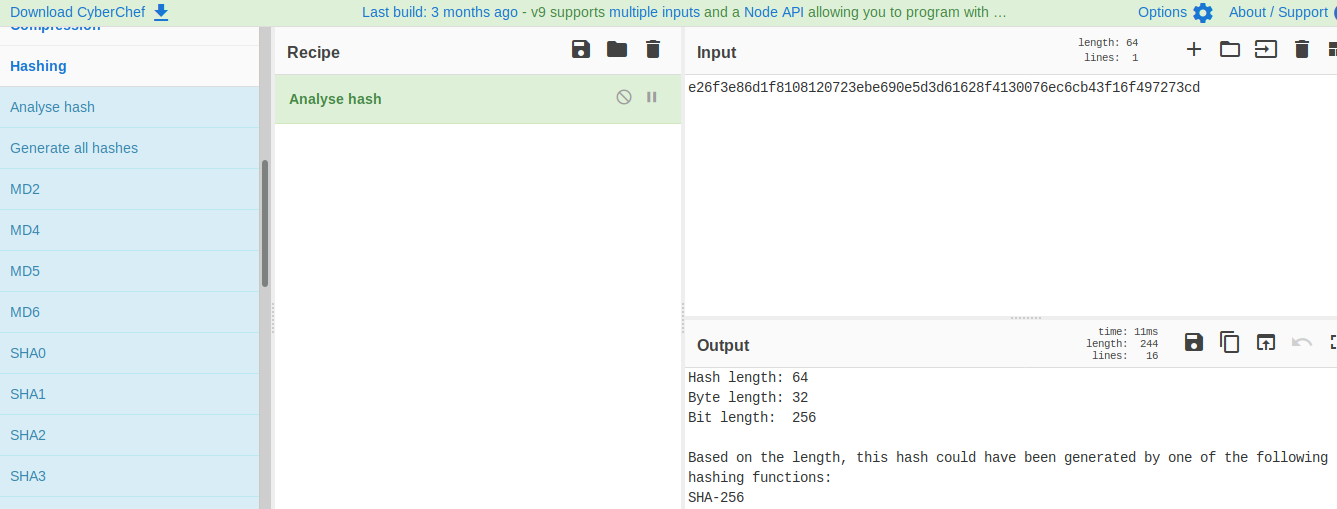 Download CyberChef
Last build: 3 months ago - v9 supports multiple inputs and a Node API allowing you to program with …
Options
About / Support
Compression
Hashing
Analyse hash
Generate all hashes
MD2
MD4
MD5
MD6
SHA0
SHA1
SHA2
SHA3
Recipe
Analyse hash
Input
length: 64
lines: 1
e26f3e86d1f8108120723ebe690e5d3d61628f4130076ec6cb43f16f497273cd
Output
time: 11ms
length: 244
lines: 16
Hash length: 64
Byte length: 32
Bit length: 256
Based on the length, this hash could have been generated by one of the following
hashing functions:
SHA-256